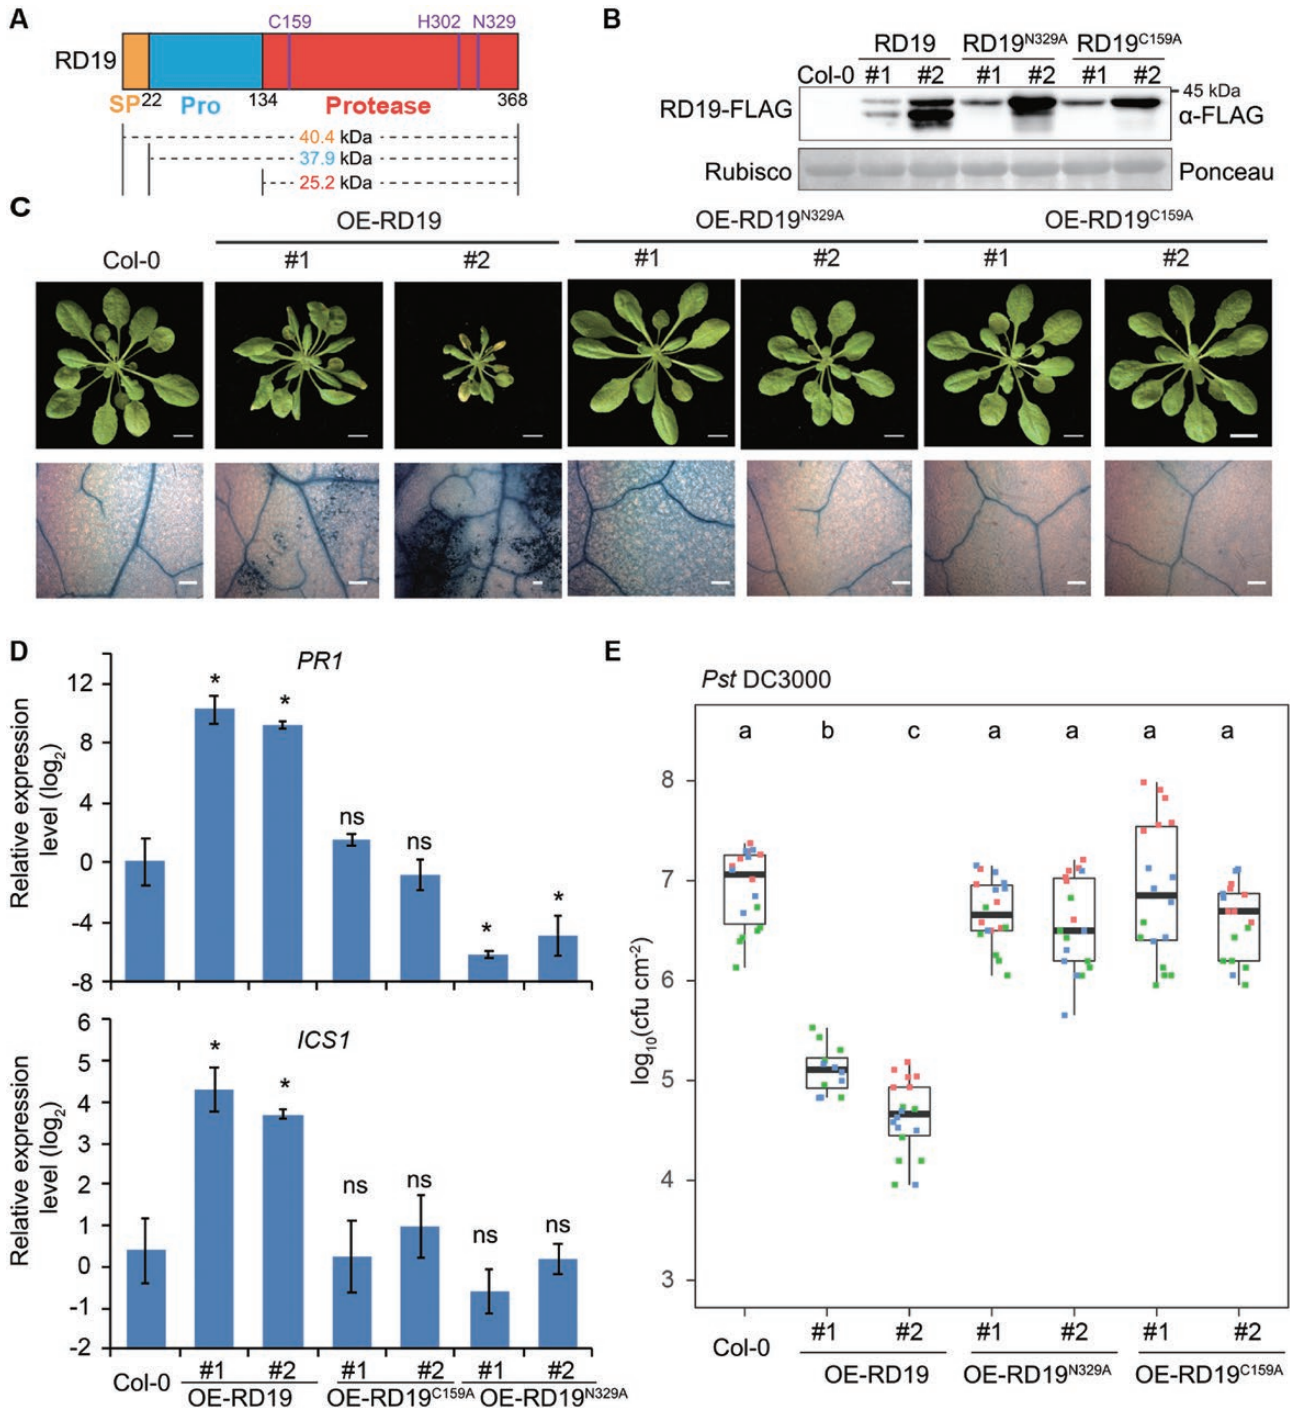 A
C159 H302 N329
RD19
SP 22 Pro 134 Protease 368
40.4 kDa
37.9 kDa
25.2 kDa
B
RD19 RD19N329A RD19C159A
Col-0 #1 #2 #1 #2 #1 #2
45 kDa
RD19-FLAG α-FLAG
Rubisco Ponceau
C
OE-RD19 OE-RD19N329A OE-RD19C159A
Col-0 #1 #2 #1 #2 #1 #2
D
PR1
Relative expression
level (log2)
12
8
4
0
-4
-8
* * ns ns * *
ICS1
Relative expression
level (log2)
6
5
4
3
2
1
0
-1
-2
* * ns ns ns ns
Col-0 #1 #2 #1 #2 #1 #2
OE-RD19 OE-RD19C159A OE-RD19N329A
E
Pst DC3000
a b c a a a a
log10(cfu cm-2)
8
7
6
5
4
3
Col-0 #1 #2 #1 #2 #1 #2
OE-RD19 OE-RD19N329A OE-RD19C159A